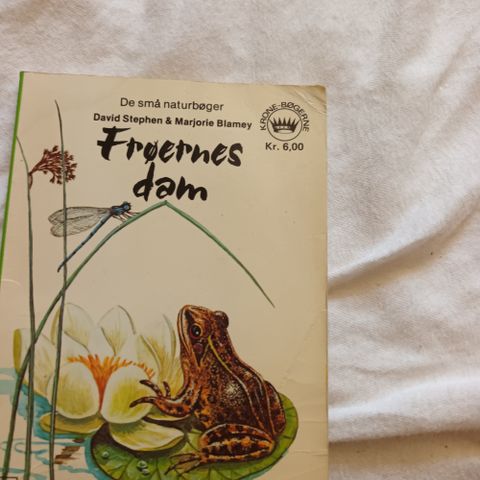 De små naturbøger
David Stephen & Marjorie Blamey
KRONE-BØGERNE
Kr. 6,00
Frøernes
dam